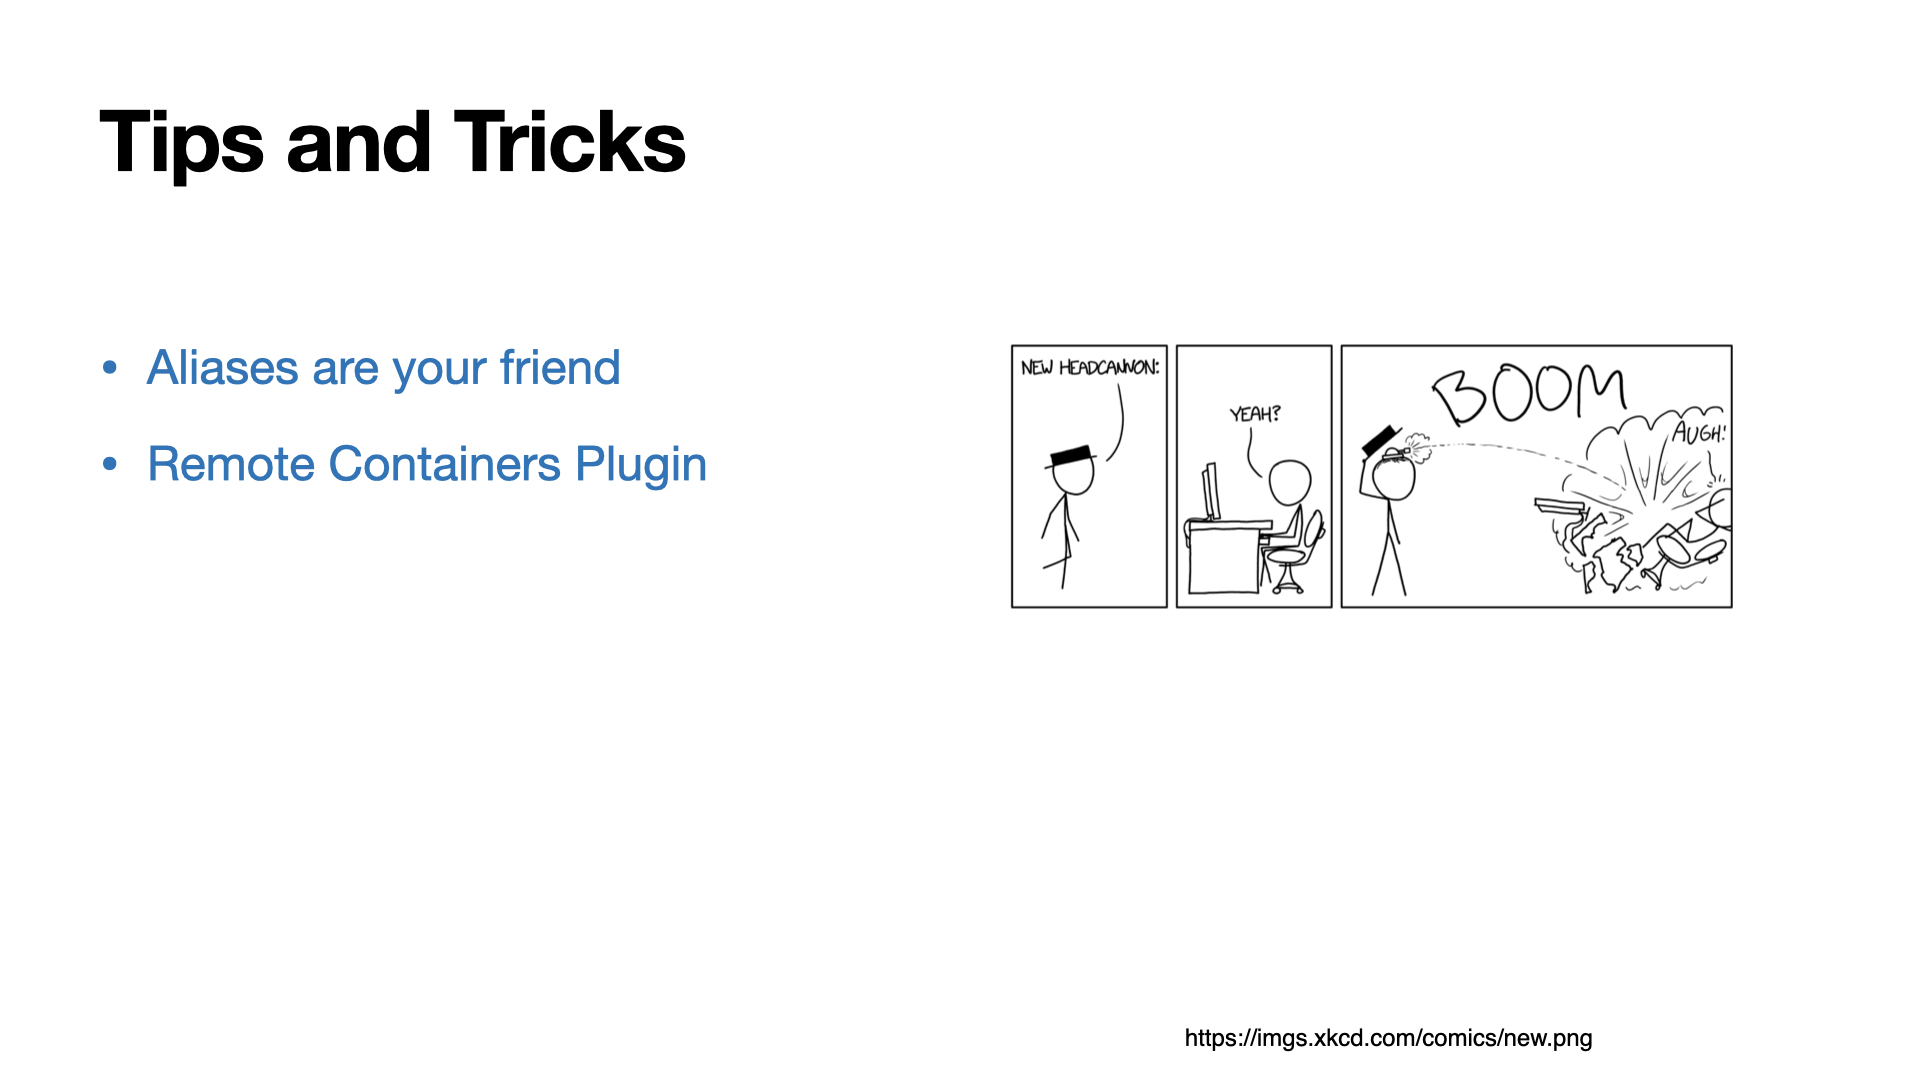 Tips and Tricks
• Aliases are your friend
• Remote Containers Plugin
NEW HEADCANNON:
YEAH?
BOOM
AUGH!
https://imgs.xkcd.com/comics/new.png